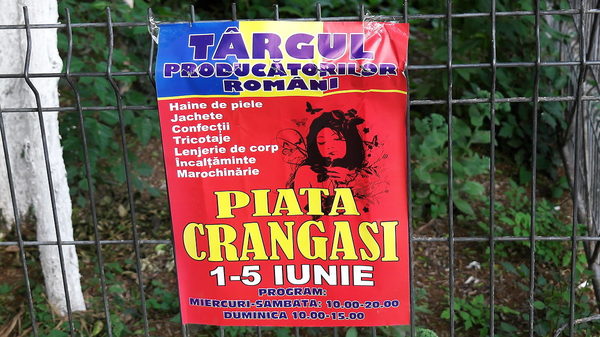 TÂRGUL
PRODUCĂTORILOR
ROMÂNI
Haine de piele
Jachete
Confecții
Tricotaje
Lenjerie de corp
Încalțăminte
Marochinărie
PIATA
CRANGASI
1-5 IUNIE
PROGRAM:
MIERCURI-SAMBATA: 10.00-20.00
DUMINICA 10.00-15.00